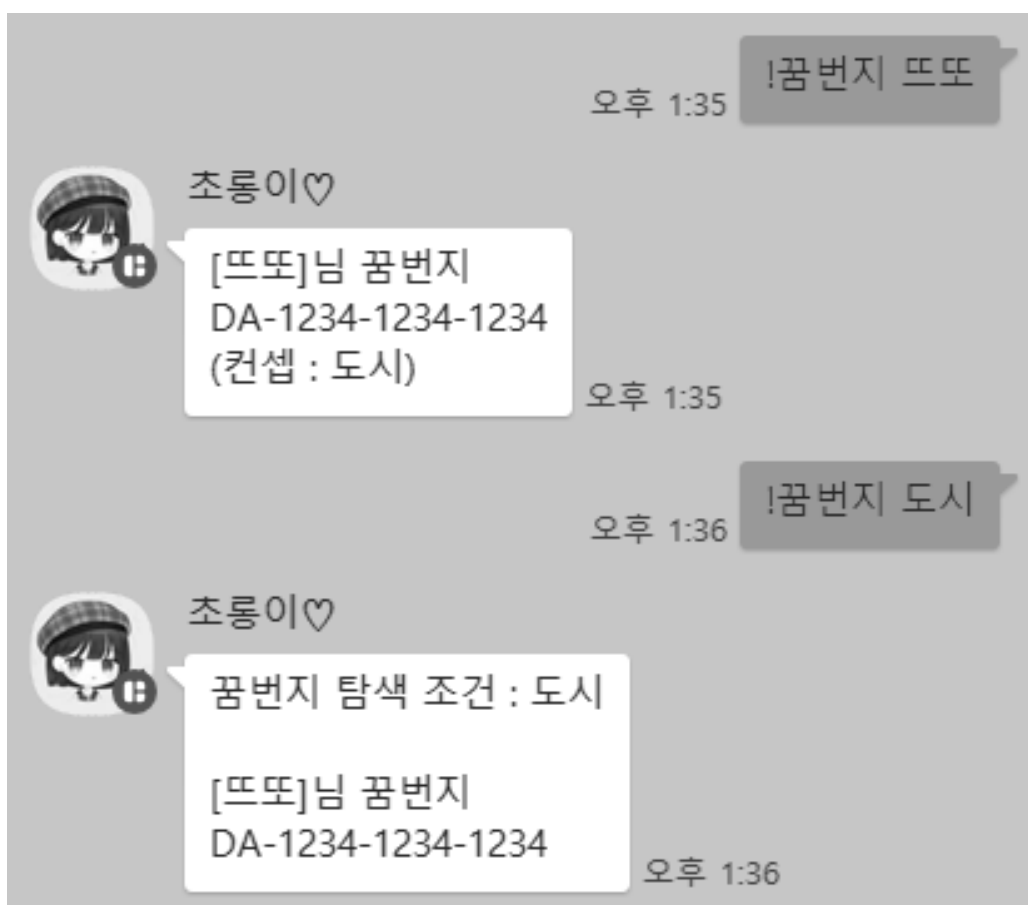 !꿈번지 뜨또
오후 1:35
초롱이♡
[뜨또]님 꿈번지
DA-1234-1234-1234
(컨셉 : 도시)
오후 1:35
!꿈번지 도시
오후 1:36
초롱이♡
꿈번지 탐색 조건 : 도시
[뜨또]님 꿈번지
DA-1234-1234-1234
오후 1:36